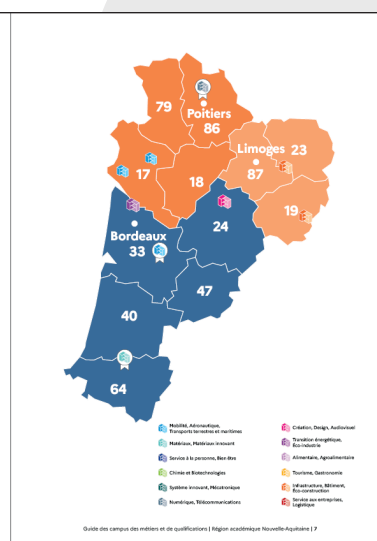 79
Poitiers
86
Limoges
23
17
18
87
19
24
Bordeaux
33
47
40
64
Mobilité, Aéronautique,
Transports terrestres et maritimes
Matériaux, Matériaux innovant
Service à la personne, Bien être
Chimie et Biotechnologies
Système innovant, Mécatronique
Numérique, Télécommunications
Création, Design, Audiovisuel
Transition énergétique,
Éco-industrie
Alimentaire, Agroalimentaire
Tourisme, Gastronomie
Infrastructure, Bâtiment,
Éco-construction
Service aux entreprises,
Logistique
Guide des campus des métiers et de qualifications | Région académique Nouvelle-Aquitaine | 7